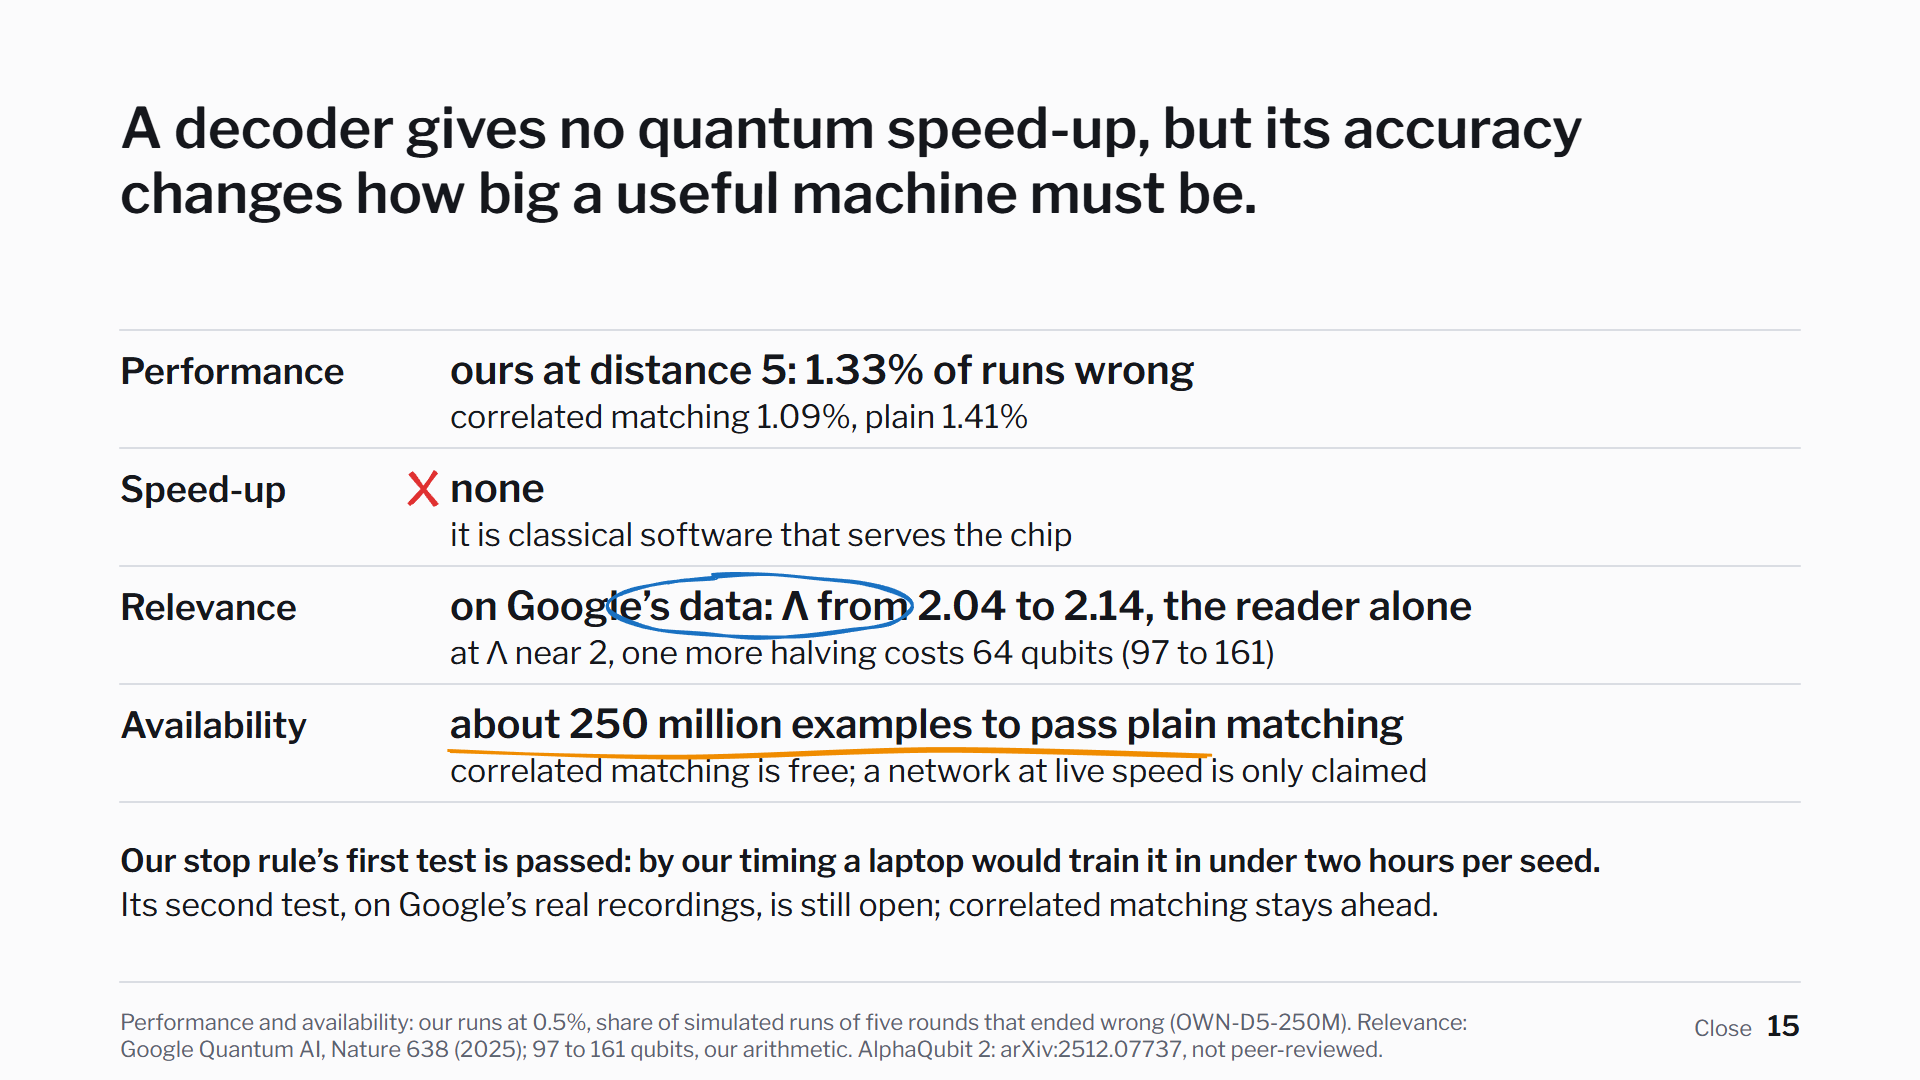 A decoder gives no quantum speed-up, but its accuracy
changes how big a useful machine must be.
Performance
ours at distance 5: 1.33% of runs wrong
correlated matching 1.09%, plain 1.41%
Speed-up
none
it is classical software that serves the chip
Relevance
on Google’s data: Λ from 2.04 to 2.14, the reader alone
at Λ near 2, one more halving costs 64 qubits (97 to 161)
Availability
about 250 million examples to pass plain matching
correlated matching is free; a network at live speed is only claimed
Our stop rule’s first test is passed: by our timing a laptop would train it in under two hours per seed.
Its second test, on Google’s real recordings, is still open; correlated matching stays ahead.
Performance and availability: our runs at 0.5%, share of simulated runs of five rounds that ended wrong (OWN-D5-250M). Relevance:
Google Quantum AI, Nature 638 (2025); 97 to 161 qubits, our arithmetic. AlphaQubit 2: arXiv:2512.07737, not peer-reviewed.
Close 15